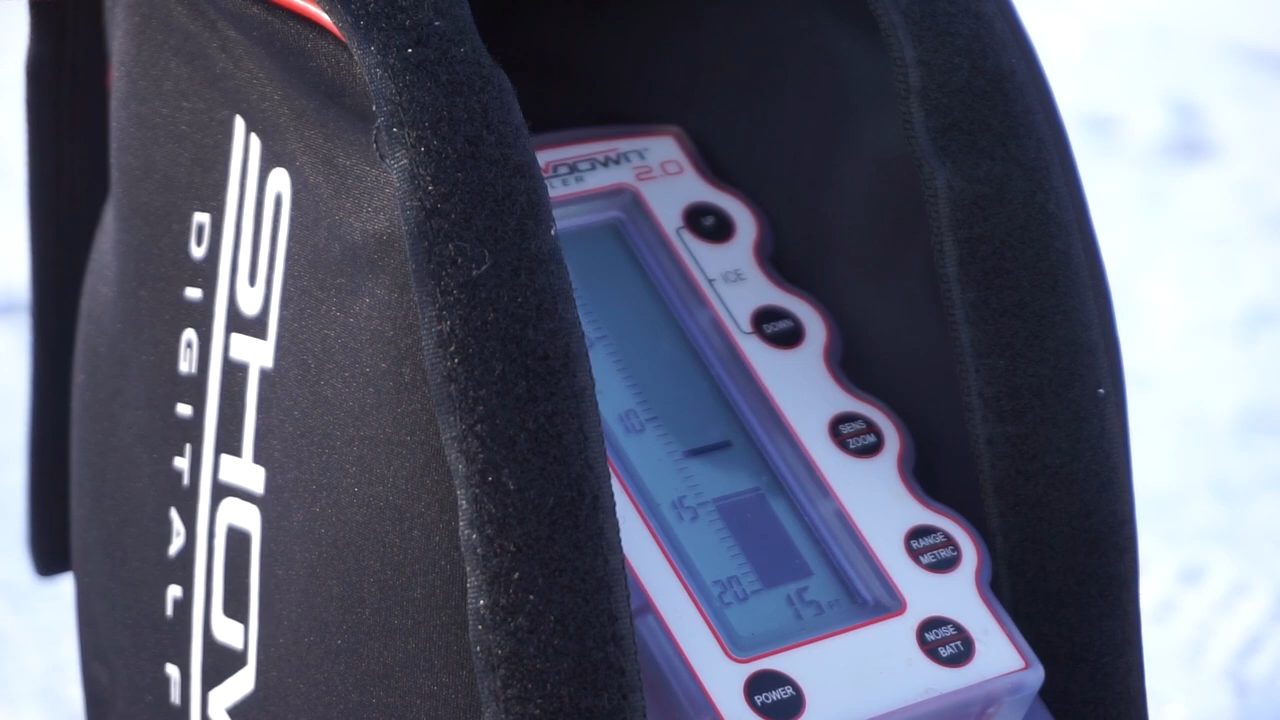 SHOW
DIGITAL F
DOWN
2.0
LER
UP
ICE
DOWN
SENS
ZOOM
10
15
20
15 FT
RANGE
METRIC
NOISE
BATT
POWER